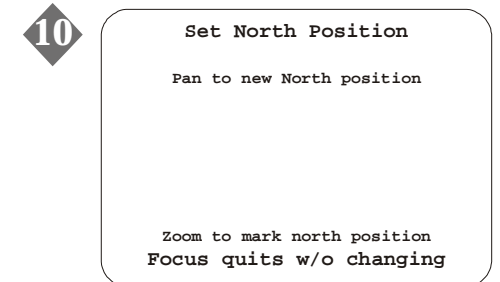 10
Set North Position
Pan to new North position
Zoom to mark north position
Focus quits w/o changing